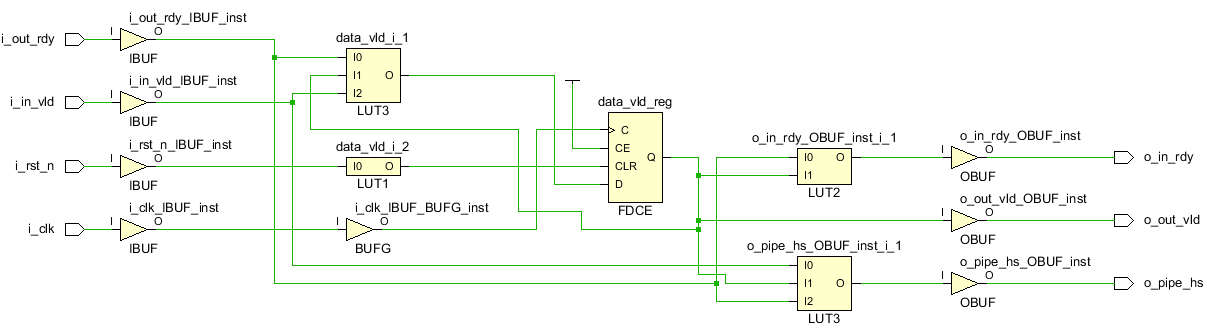 i_out_rdy
I
i_out_rdy_IBUF_inst
O
IBUF
i_in_vld
I
i_in_vld_IBUF_inst
O
IBUF
i_rst_n
I
i_rst_n_IBUF_inst
O
IBUF
i_clk
I
i_clk_IBUF_inst
O
IBUF
data_vld_i_1
I0
I1
I2
O
LUT3
data_vld_i_2
I0
O
LUT1
i_clk_IBUF_BUFG_inst
I
O
BUFG
data_vld_reg
C
CE
CLR
D
Q
FDCE
o_in_rdy_OBUF_inst_i_1
I0
I1
O
LUT2
o_pipe_hs_OBUF_inst_i_1
I0
I1
I2
O
LUT3
o_in_rdy_OBUF_inst
I
O
OBUF
o_in_rdy
o_out_vld_OBUF_inst
I
O
OBUF
o_out_vld
o_pipe_hs_OBUF_inst
I
O
OBUF
o_pipe_hs